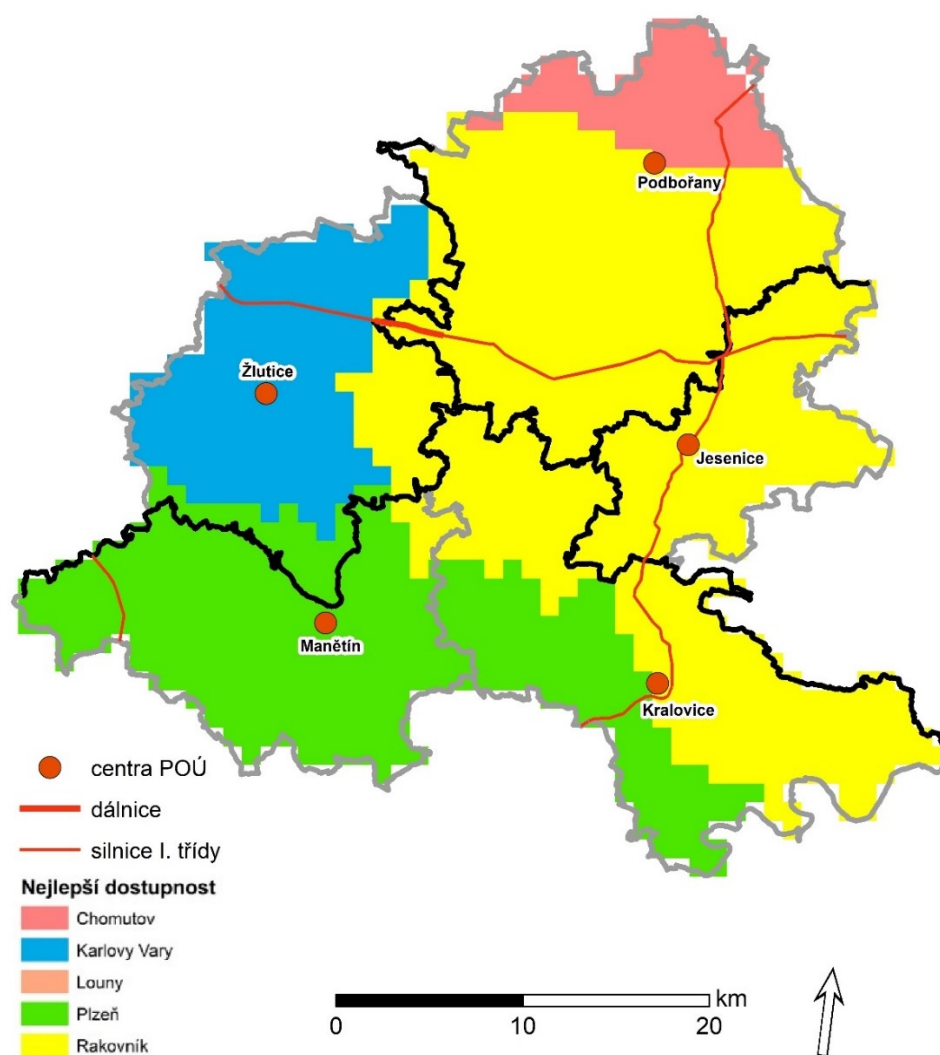 Podbořany
Žlutice
Jesenice
Manětín
Kralovice
centra POÚ
dálnice
silnice I. třídy
Nejlepší dostupnost
Chomutov
Karlovy Vary
Louny
Plzeň
Rakovník
km
0 10 20